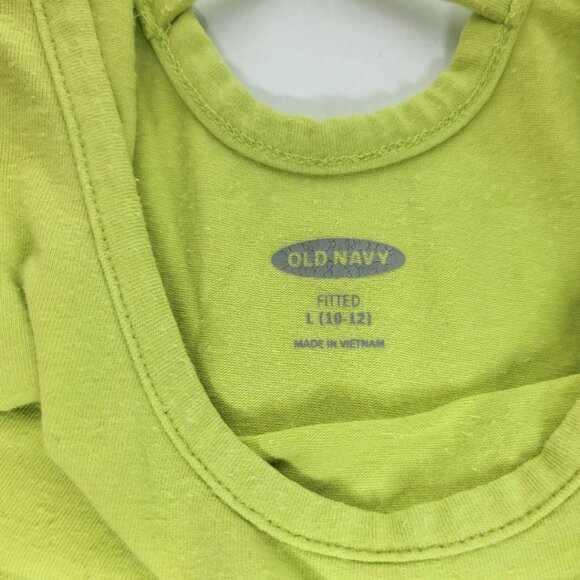 OLD NAVY
FITTED
L (10-12)
MADE IN VIETNAM